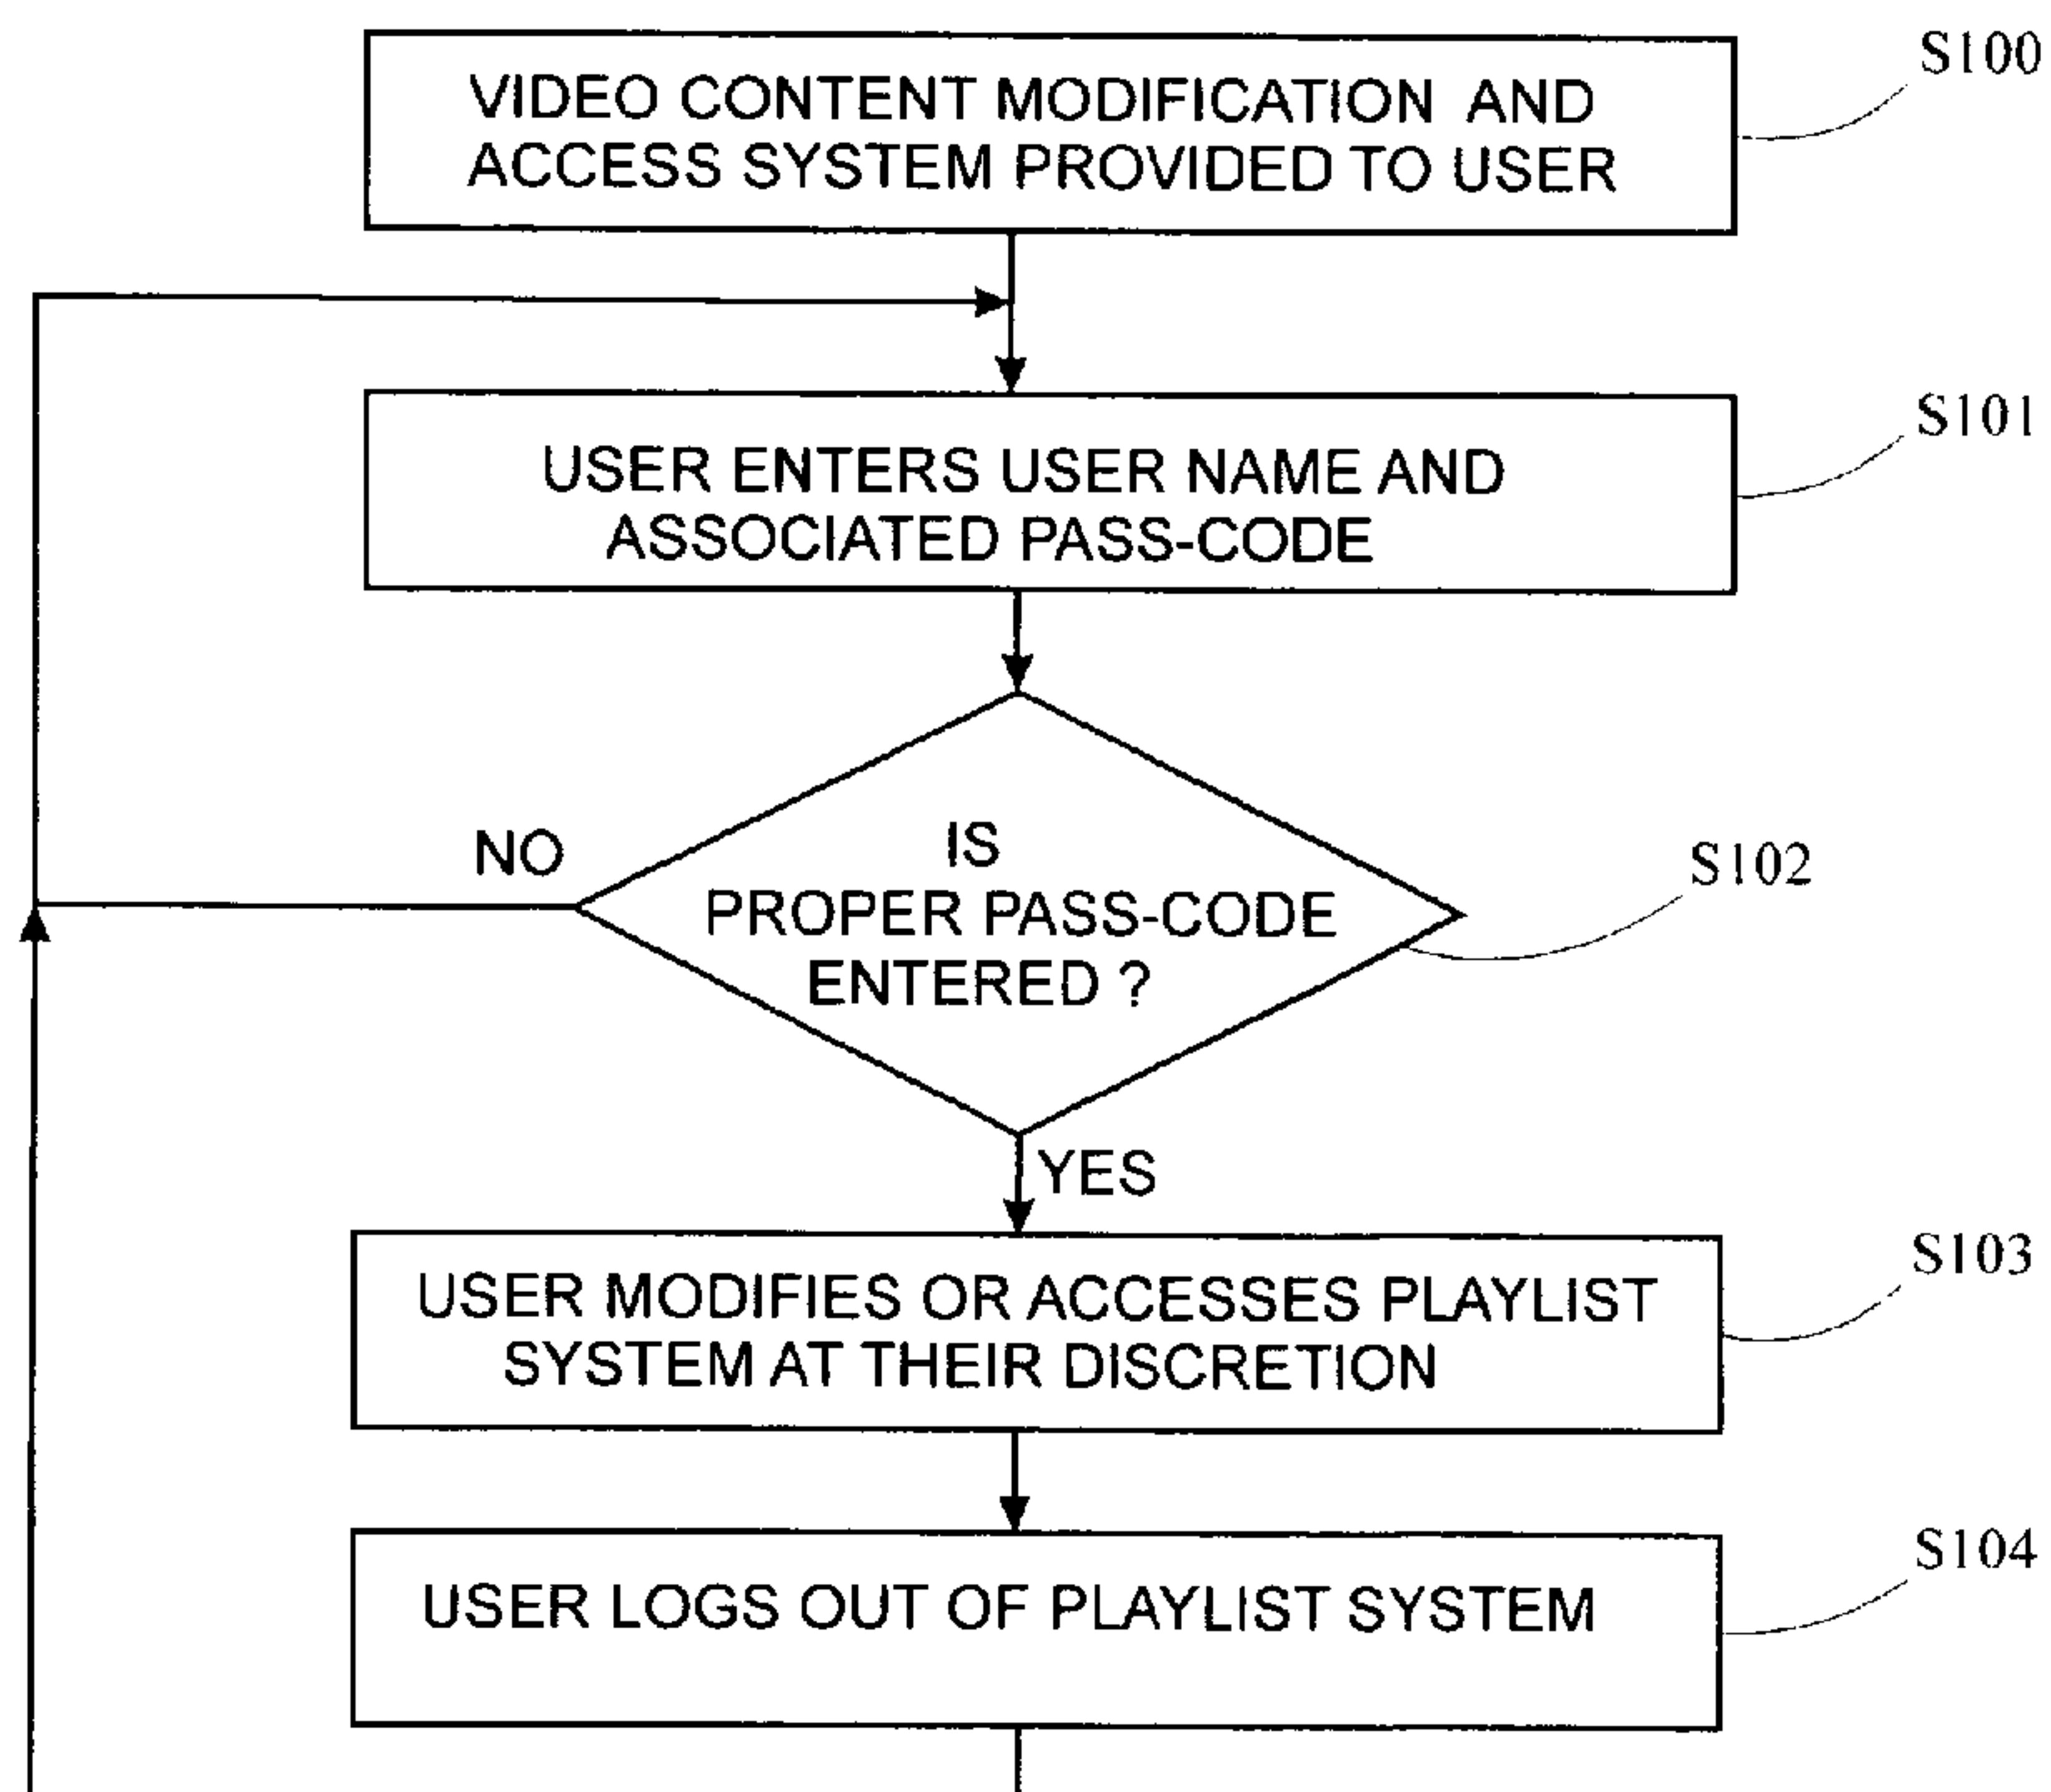 S100
VIDEO CONTENT MODIFICATION AND
ACCESS SYSTEM PROVIDED TO USER
S101
USER ENTERS USER NAME AND
ASSOCIATED PASS-CODE
NO
IS
PROPER PASS-CODE
ENTERED ?
S102
YES
S103
USER MODIFIES OR ACCESSES PLAYLIST
SYSTEM AT THEIR DISCRETION
S104
USER LOGS OUT OF PLAYLIST SYSTEM